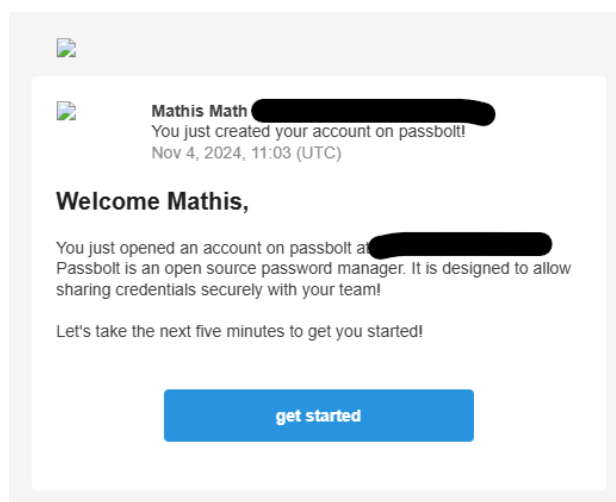 Mathis Math
You just created your account on passbolt!
Nov 4, 2024, 11:03 (UTC)
Welcome Mathis,
You just opened an account on passbolt at
Passbolt is an open source password manager. It is designed to allow
sharing credentials securely with your team!
Let's take the next five minutes to get you started!
get started